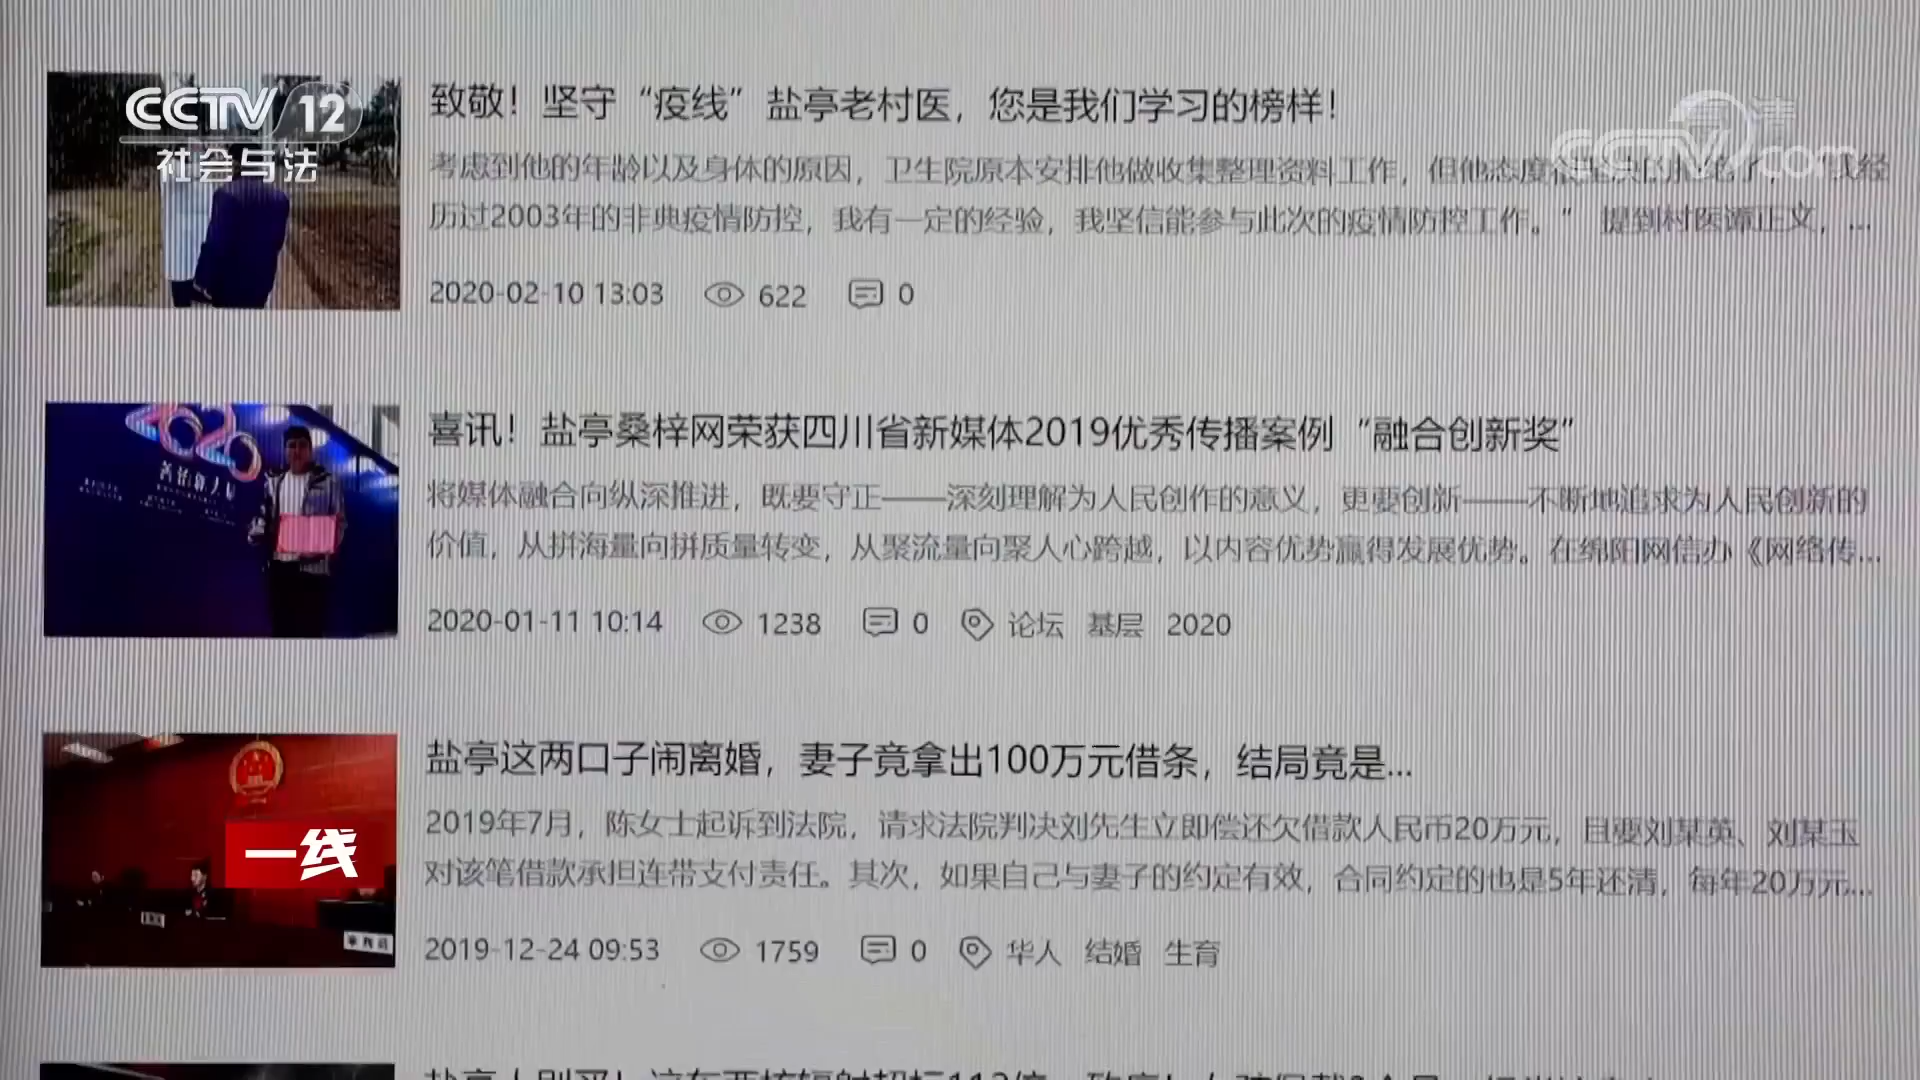 CCTV 12
社会与法
CCTV.com
致敬！坚守“疫线”盐亭老村医，您是我们学习的榜样！
考虑到他的年龄以及身体的原因，卫生院原本安排他做收集整理资料工作，但他态度很坚决的拒绝了，“我经
历过2003年的非典疫情防控，我有一定的经验，我坚信能参与此次的疫情防控工作。” 提到村医谭正文，...
2020-02-10 13:03 622 0
2020
喜讯！盐亭桑梓网荣获四川省新媒体2019优秀传播案例“融合创新奖”
将媒体融合向纵深推进，既要守正——深刻理解为人民创作的意义，更要创新——不断地追求为人民创新的
价值，从拼海量向拼质量转变，从聚流量向聚人心跨越，以内容优势赢得发展优势。在绵阳网信办《网络传...
2020-01-11 10:14 1238 0 论坛 基层 2020
盐亭这两口子闹离婚，妻子竟拿出100万元借条，结局竟是...
2019年7月，陈女士起诉到法院，请求法院判决刘先生立即偿还欠借款人民币20万元，且要刘某英、刘某玉
对该笔借款承担连带支付责任。其次，如果自己与妻子的约定有效，合同约定的也是5年还清，每年20万元...
2019-12-24 09:53 1759 0 华人 结婚 生育
一线
审判员